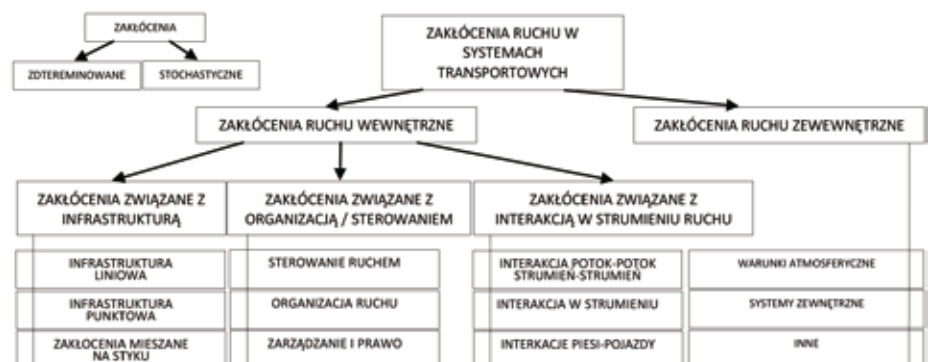 ZAKŁÓCENIA
ZDTEREMINOWANE
STOCHASTYCZNE
ZAKŁÓCENIA RUCHU W
SYSTEMACH
TRANSPORTOWYCH
ZAKŁÓCENIA RUCHU WEWNĘTRZNE
ZAKŁÓCENIA RUCHU ZEWEWNĘTRZNE
ZAKŁÓCENIA ZWIĄZANE Z
INFRASTRUKTURĄ
ZAKŁÓCENIA ZWIĄZANE Z
ORGANIZACJĄ / STEROWANIEM
ZAKŁÓCENIA ZWIĄZANE Z
INTERAKCJĄ W STRUMIENIU RUCHU
INFRASTRUKTURA
LINIOWA
STEROWANIE RUCHEM
INTERAKCJA POTOK-POTOK
STRUMIEŃ-STRUMIEŃ
WARUNKI ATMOSFERYCZNE
INFRASTRUKTURA
PUNKTOWA
ORGANIZACJA RUCHU
INTERAKCJA W STRUMIENIU
SYSTEMY ZEWNĘTRZNE
ZAKŁOCENIA MIESZANE
NA STYKU
ZARZĄDZANIE I PRAWO
INTERKACJE PIESI-POJAZDY
INNE